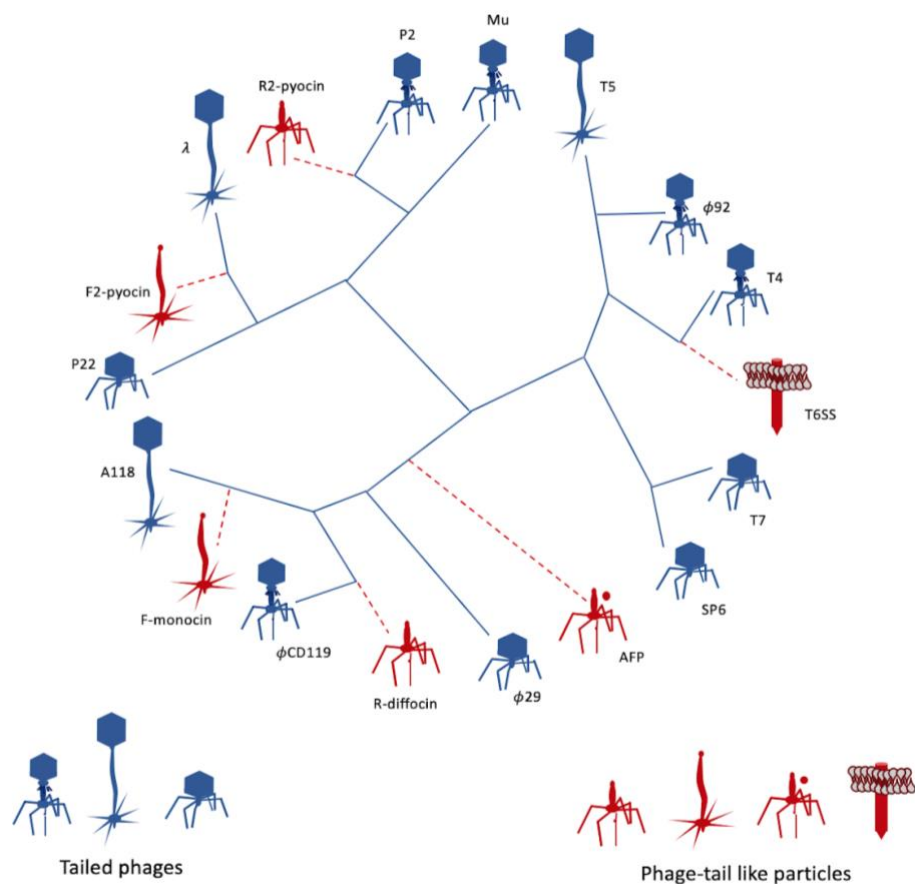 Mu
P2
R2-pyocin
T5
λ
ϕ92
T4
F2-pyocin
P22
T6SS
A118
T7
SP6
F-monocin
ϕCD119
AFP
R-diffocin
ϕ29
Tailed phages
Phage-tail like particles